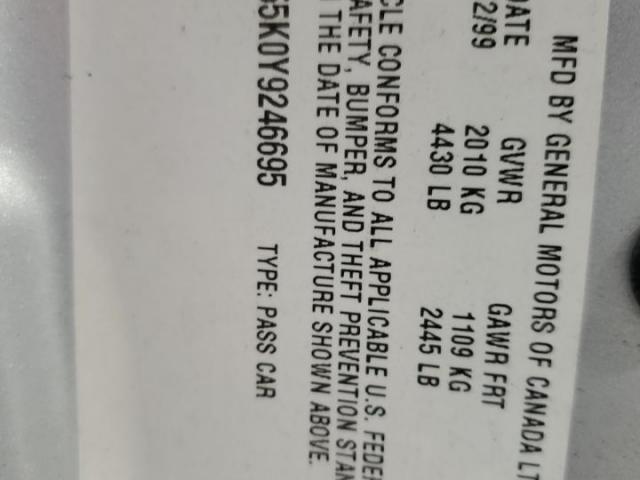 MFD BY GENERAL MOTORS OF CANADA LT
DATE GVWR GAWR FRT
2/99 2010 KG 1109 KG
4430 LB 2445 LB
CLE CONFORMS TO ALL APPLICABLE U.S. FEDER
AFETY, BUMPER, AND THEFT PREVENTION STAN
THE DATE OF MANUFACTURE SHOWN ABOVE.
5K0Y9246695 TYPE: PASS CAR